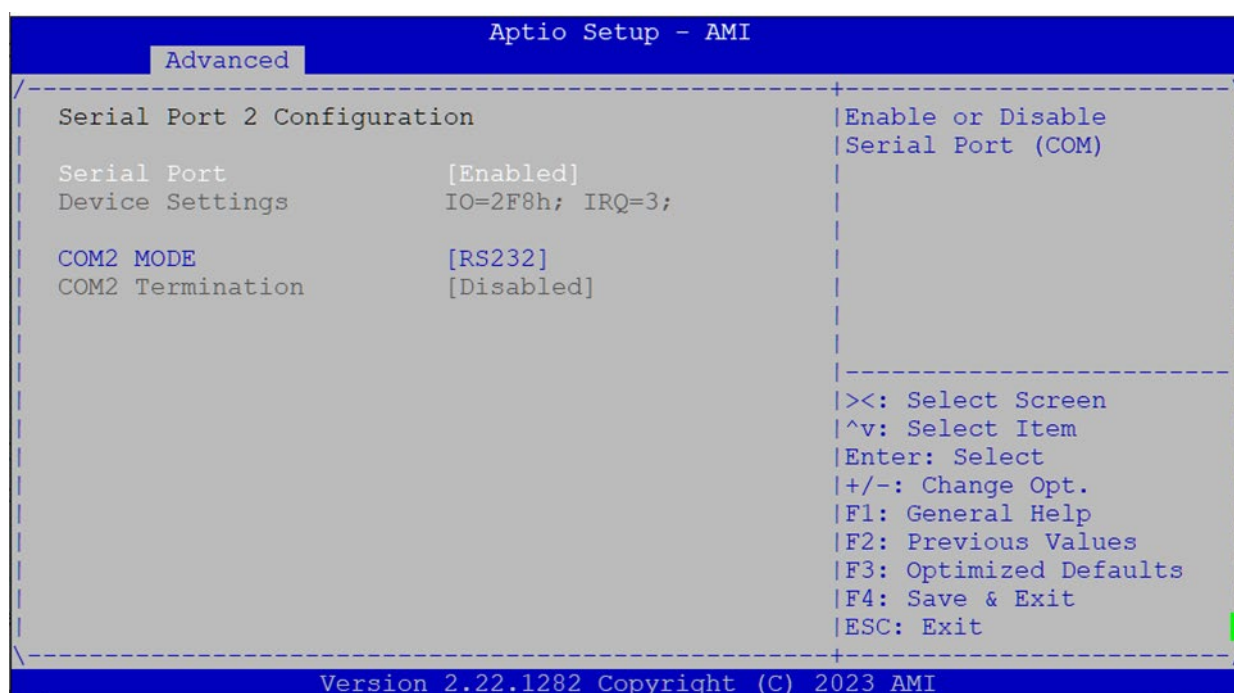 Aptio Setup - AMI
Advanced
Serial Port 2 Configuration
Serial Port [Enabled]
Device Settings IO=2F8h; IRQ=3;
COM2 MODE [RS232]
COM2 Termination [Disabled]
Enable or Disable
Serial Port (COM)
><: Select Screen
^v: Select Item
Enter: Select
+/-: Change Opt.
F1: General Help
F2: Previous Values
F3: Optimized Defaults
F4: Save & Exit
ESC: Exit
Version 2.22.1282 Copyright (C) 2023 AMI